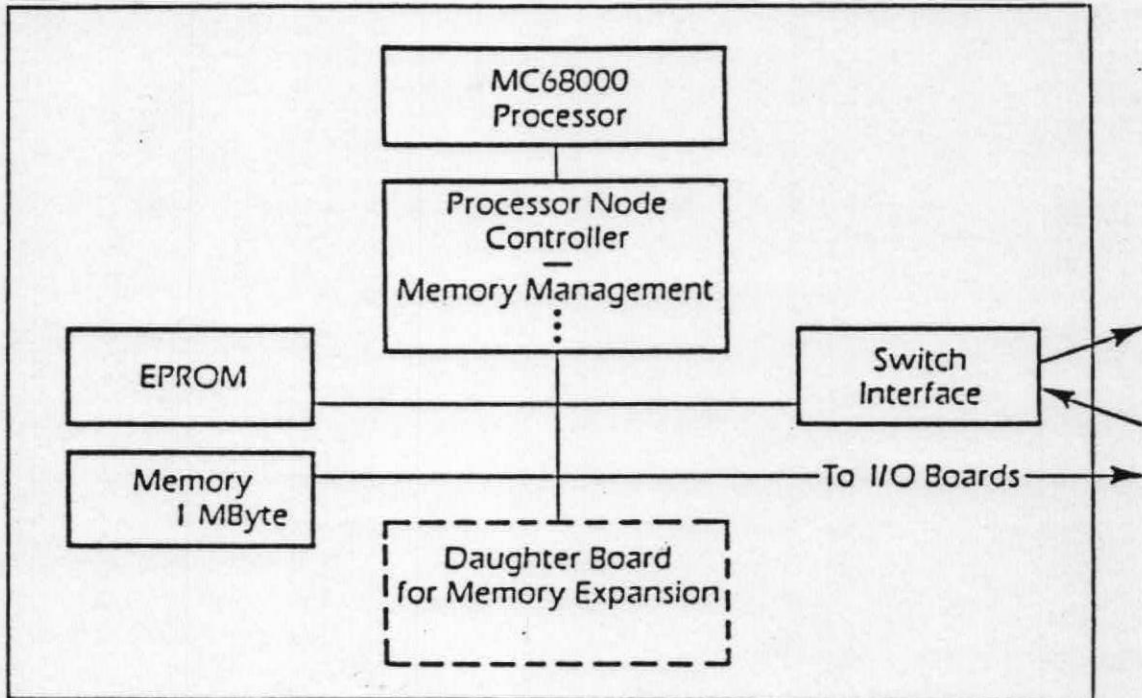 MC68000
Processor
Processor Node
Controller
—
Memory Management
EPROM
Switch
Interface
Memory
1 MByte
To I/O Boards
Daughter Board
for Memory Expansion